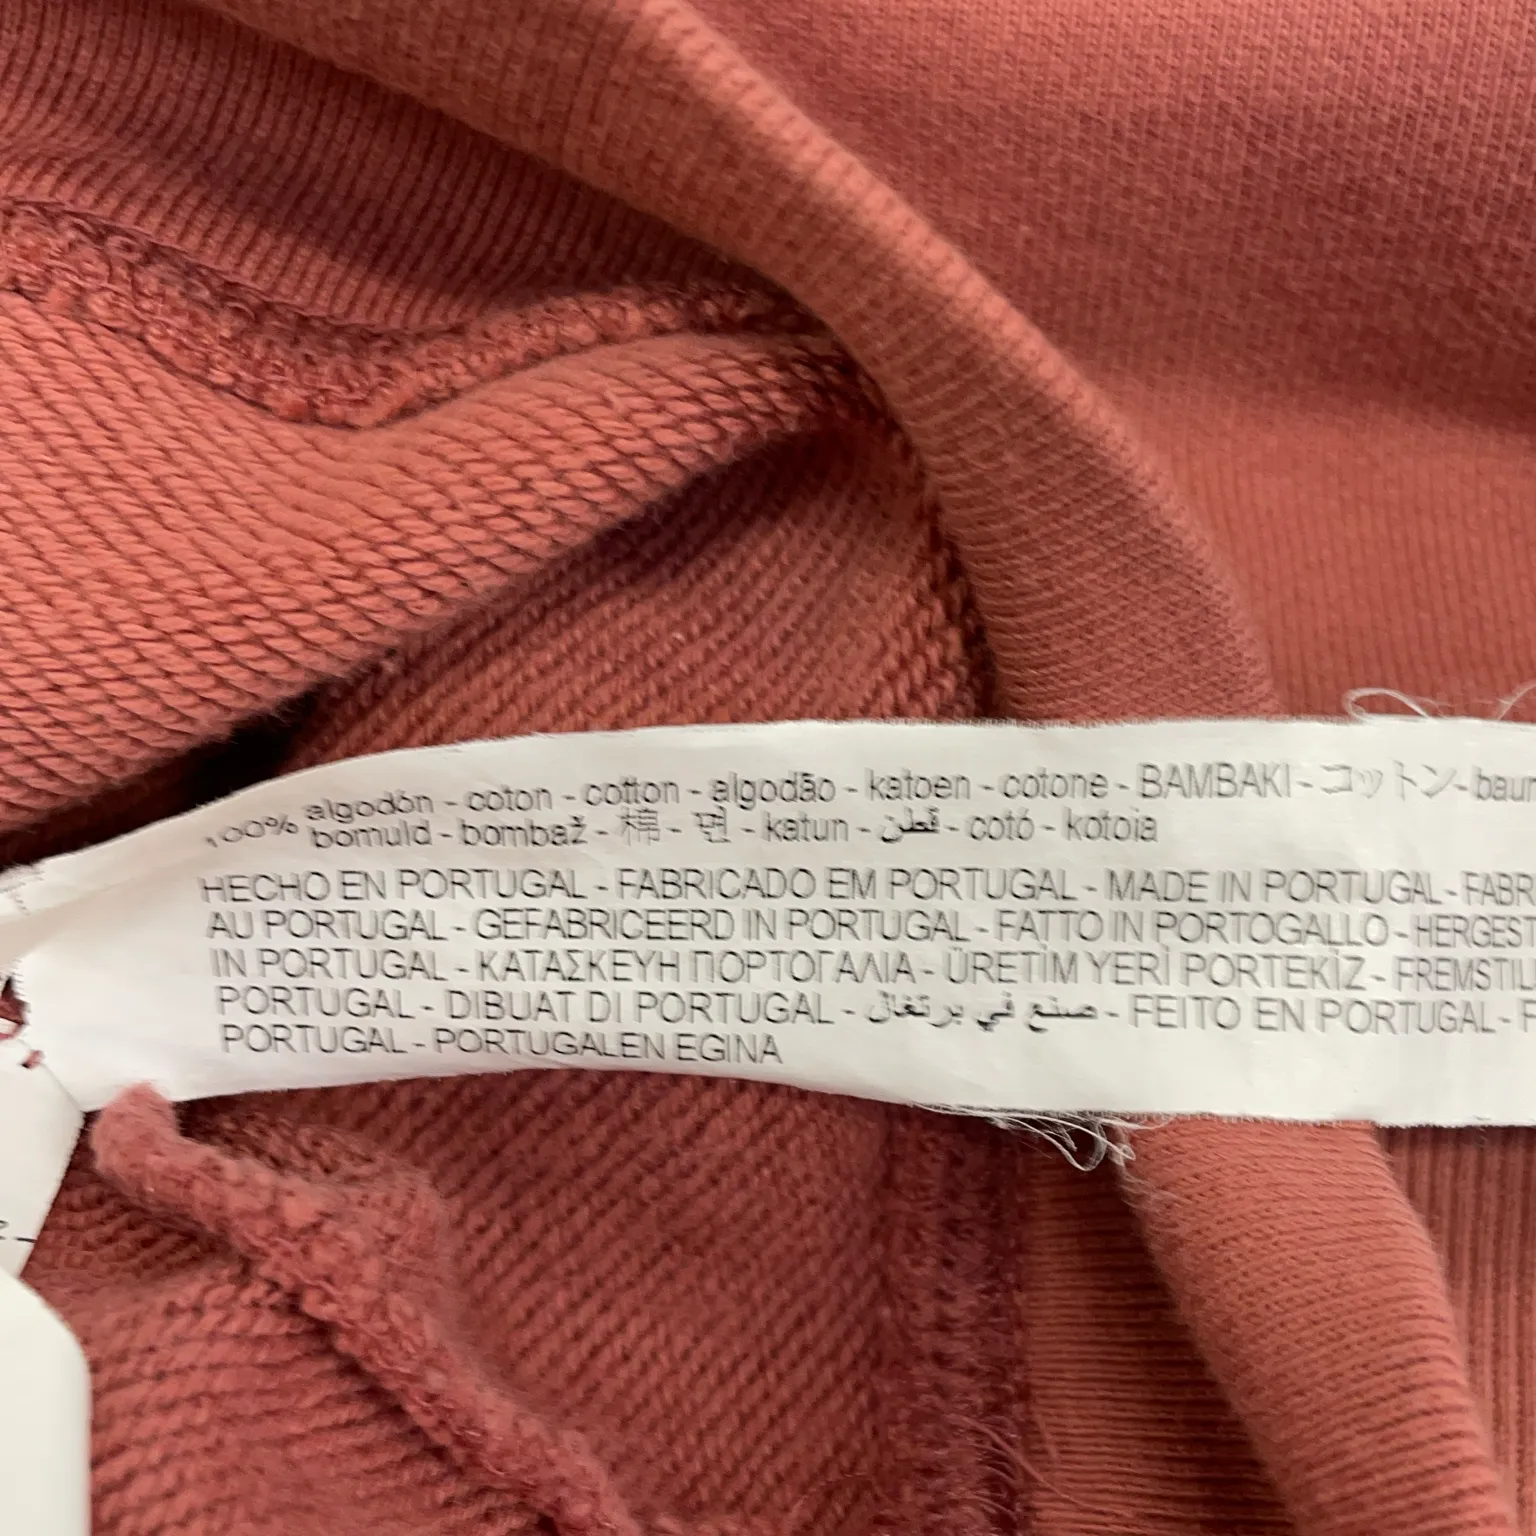 100% algodón - coton - cotton - algodão - katoen - cotone - BAMBAKI - コットン - baum
bomuld - bombaž - 棉 - 면 - katun - قطن - cotó - kotoia
HECHO EN PORTUGAL - FABRICADO EM PORTUGAL - MADE IN PORTUGAL - FABR
AU PORTUGAL - GEFABRICEERD IN PORTUGAL - FATTO IN PORTOGALLO - HERGEST
IN PORTUGAL - ΚΑΤΑΣΚΕΥΗ ΠΟΡΤΟΓΑΛΙΑ - ÜRETİM YERİ PORTEKİZ - FREMSTILL
PORTUGAL - DIBUAT DI PORTUGAL - صنع في برتغال - FEITO EN PORTUGAL - F
PORTUGAL - PORTUGALEN EGINA